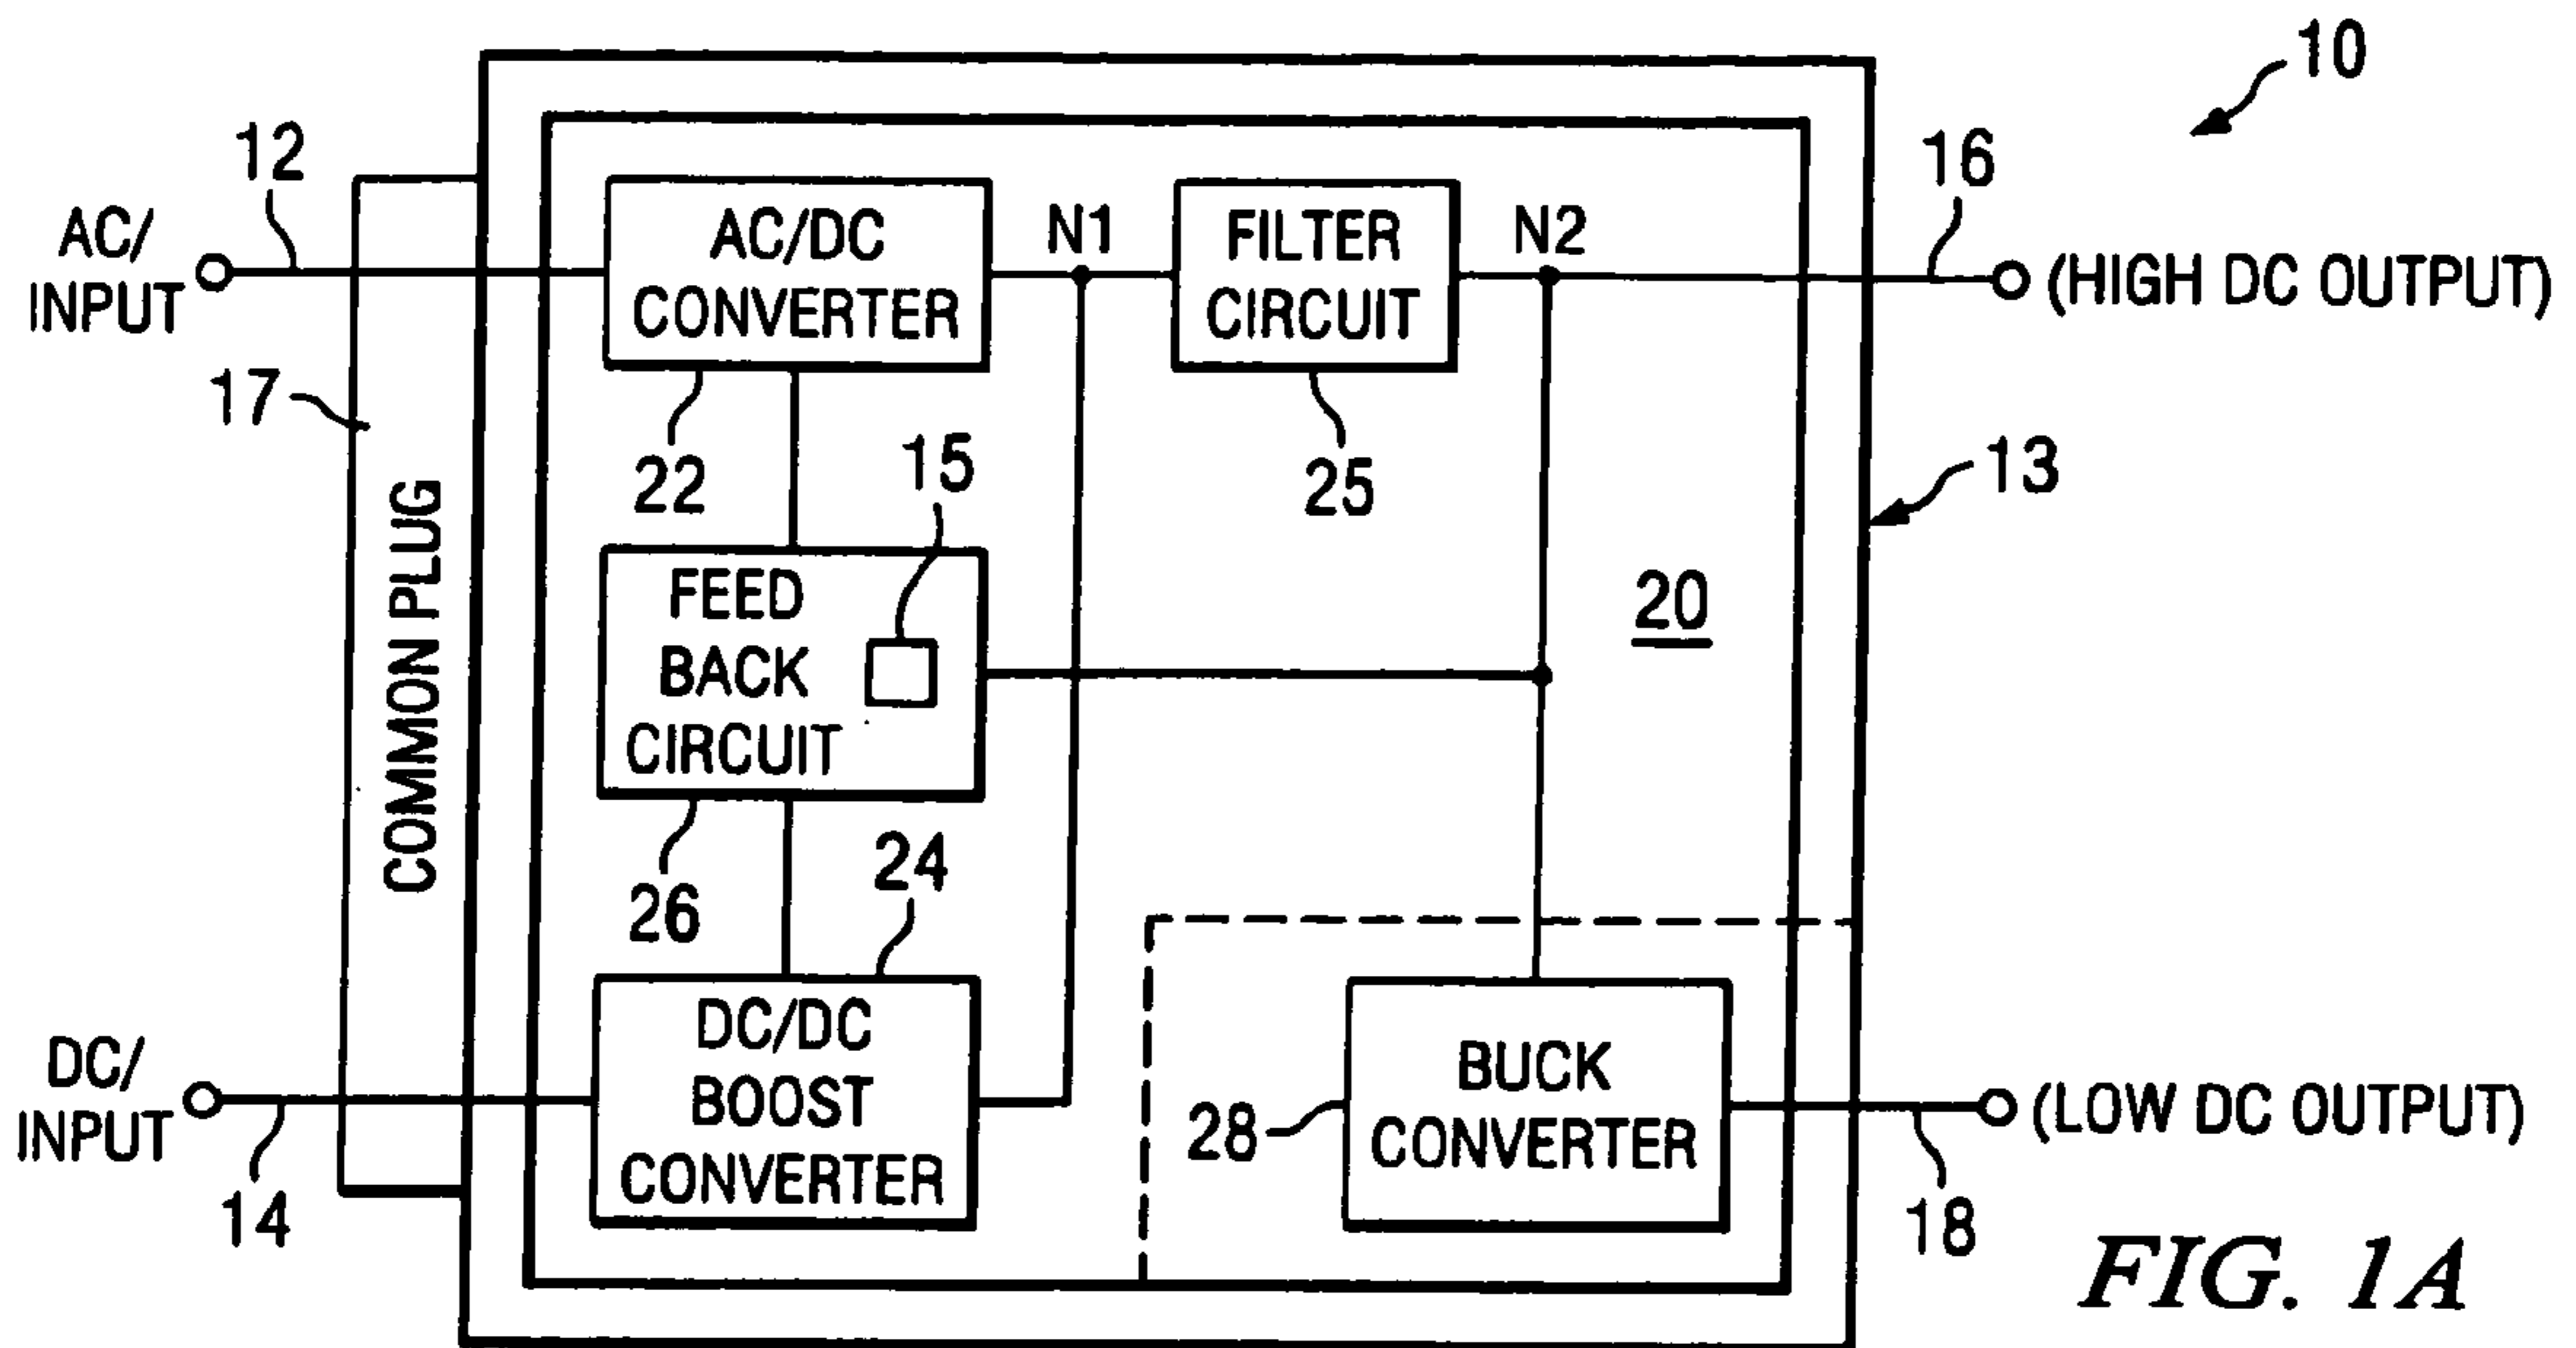 10
12
16
AC/
INPUT
AC/DC
CONVERTER
N1
FILTER
CIRCUIT
N2
(HIGH DC OUTPUT)
17
22
15
25
13
COMMON PLUG
FEED
BACK
CIRCUIT
20
26
24
DC/
INPUT
DC/DC
BOOST
CONVERTER
28
BUCK
CONVERTER
(LOW DC OUTPUT)
14
18
FIG. 1A